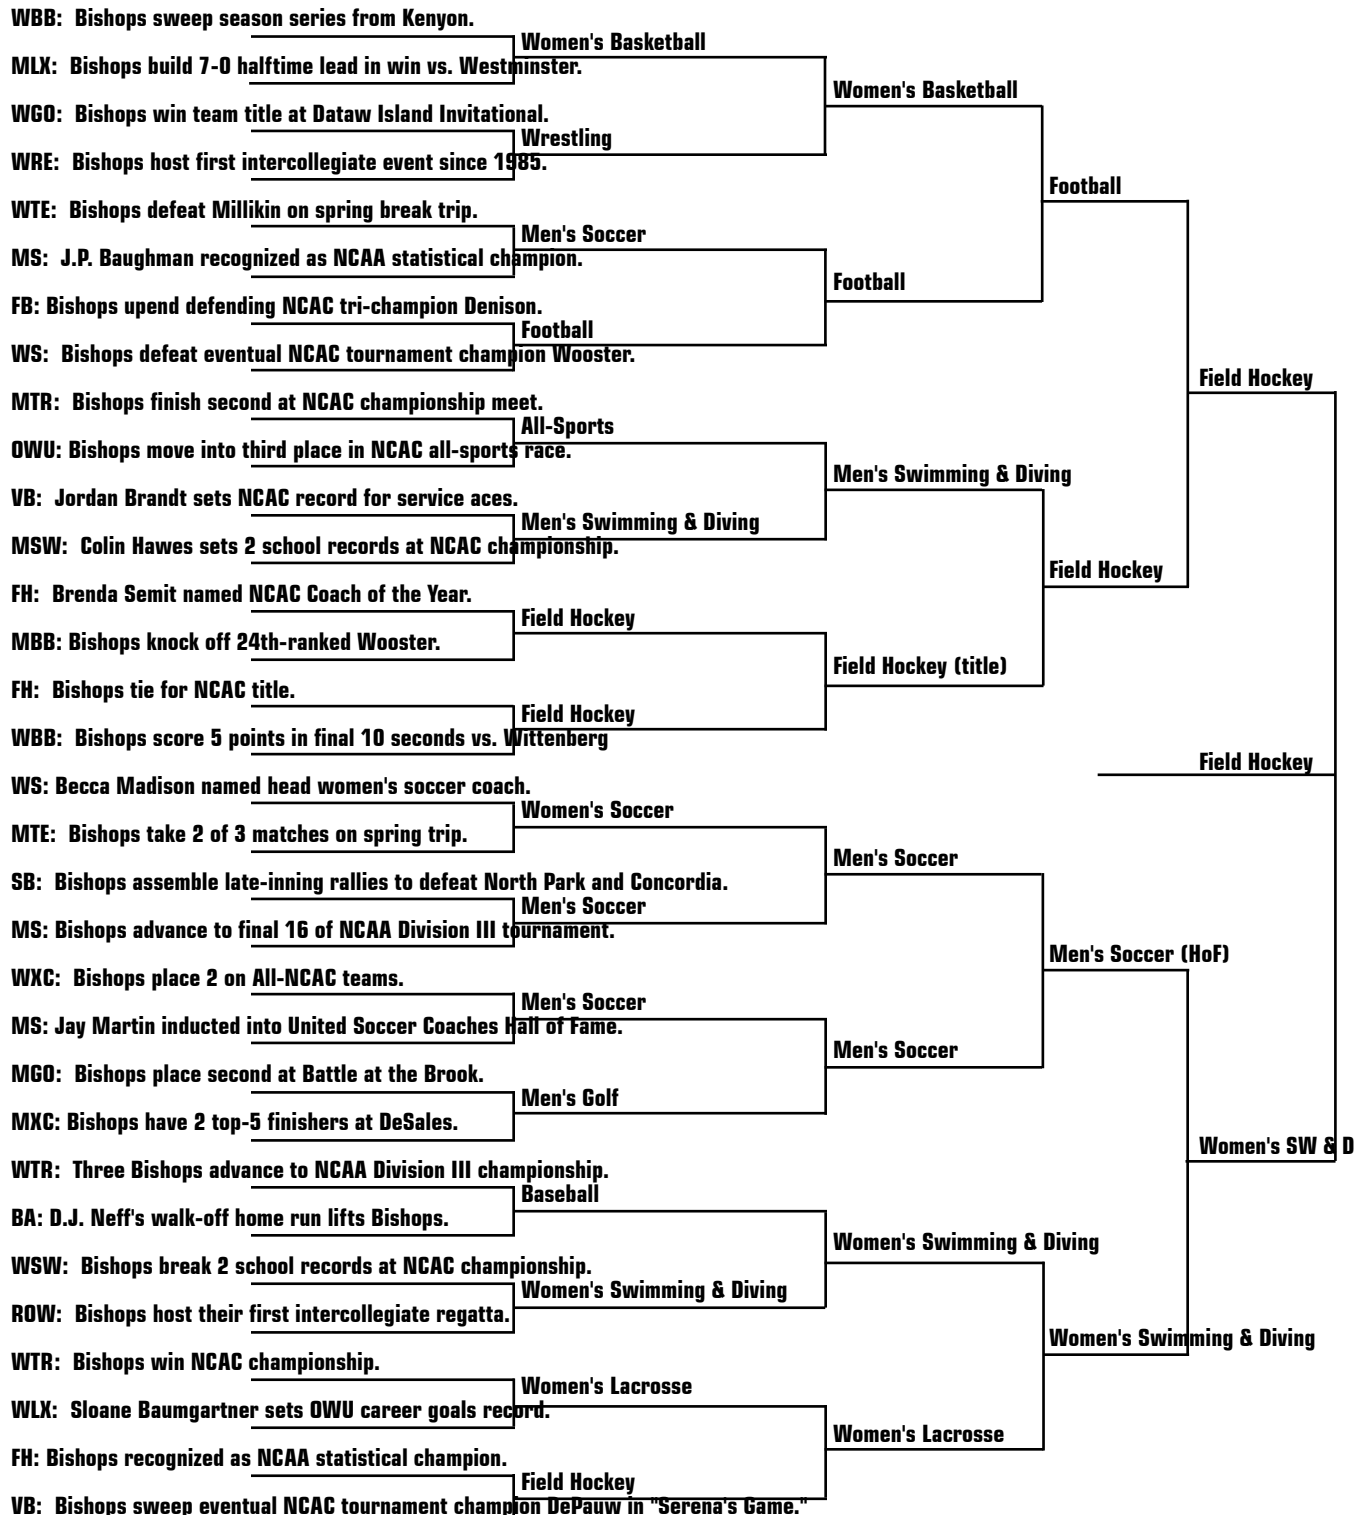 WBB: Bishops sweep season series from Kenyon.
Women's Basketball
MLX: Bishops build 7-0 halftime lead in win vs. Westminster.
Women's Basketball
WGO: Bishops win team title at Dataw Island Invitational.
Wrestling
WRE: Bishops host first intercollegiate event since 1985.
Football
WTE: Bishops defeat Millikin on spring break trip.
Men's Soccer
MS: J.P. Baughman recognized as NCAA statistical champion.
Football
FB: Bishops upend defending NCAC tri-champion Denison.
Football
WS: Bishops defeat eventual NCAC tournament champion Wooster.
Field Hockey
MTR: Bishops finish second at NCAC championship meet.
All-Sports
OWU: Bishops move into third place in NCAC all-sports race.
Men's Swimming & Diving
VB: Jordan Brandt sets NCAC record for service aces.
Men's Swimming & Diving
MSW: Colin Hawes sets 2 school records at NCAC championship.
Field Hockey
FH: Brenda Semit named NCAC Coach of the Year.
Field Hockey
MBB: Bishops knock off 24th-ranked Wooster.
Field Hockey (title)
FH: Bishops tie for NCAC title.
Field Hockey
WBB: Bishops score 5 points in final 10 seconds vs. Wittenberg
Field Hockey
WS: Becca Madison named head women's soccer coach.
Women's Soccer
MTE: Bishops take 2 of 3 matches on spring trip.
Men's Soccer
SB: Bishops assemble late-inning rallies to defeat North Park and Concordia.
Men's Soccer
MS: Bishops advance to final 16 of NCAA Division III tournament.
Men's Soccer (HoF)
WXC: Bishops place 2 on All-NCAC teams.
Men's Soccer
MS: Jay Martin inducted into United Soccer Coaches Hall of Fame.
Men's Soccer
MGO: Bishops place second at Battle at the Brook.
Men's Golf
MXC: Bishops have 2 top-5 finishers at DeSales.
Women's SW & D
WTR: Three Bishops advance to NCAA Division III championship.
Baseball
BA: D.J. Neff's walk-off home run lifts Bishops.
Women's Swimming & Diving
WSW: Bishops break 2 school records at NCAC championship.
Women's Swimming & Diving
ROW: Bishops host their first intercollegiate regatta.
Women's Swimming & Diving
WTR: Bishops win NCAC championship.
Women's Lacrosse
WLX: Sloane Baumgartner sets OWU career goals record.
Women's Lacrosse
FH: Bishops recognized as NCAA statistical champion.
Field Hockey
VB: Bishops sweep eventual NCAC tournament champion DePauw in "Serena's Game."